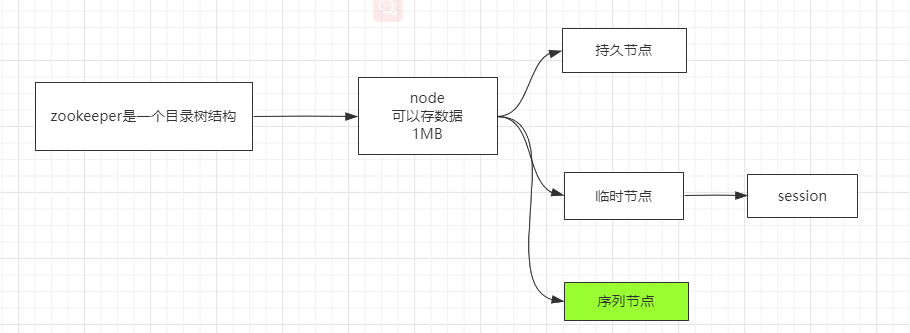 zookeeper是一个目录树结构
node
可以存数据
1MB
持久节点
临时节点
session
序列节点